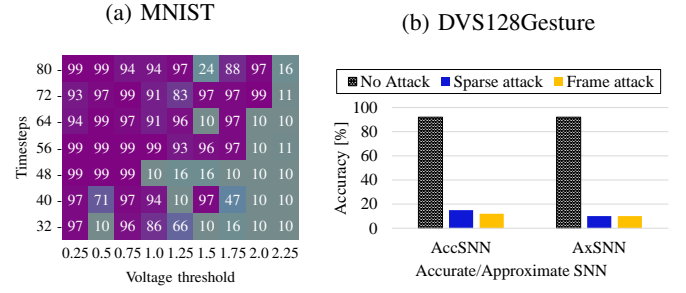 (a) MNIST
Timesteps
80 99 99 94 94 97 24 88 97 16
72 93 97 99 91 83 97 97 99 11
64 94 99 97 91 96 10 97 10 10
56 99 99 99 99 93 96 97 10 11
48 99 99 99 10 16 16 10 10 10
40 97 71 97 94 10 97 47 10 10
32 97 10 96 86 66 10 16 10 10
0.25 0.5 0.75 1.0 1.25 1.5 1.75 2.0 2.25
Voltage threshold
(b) DVS128Gesture
No Attack Sparse attack Frame attack
Accuracy [%]
100
80
60
40
20
0
AccSNN AxSNN
Accurate/Approximate SNN